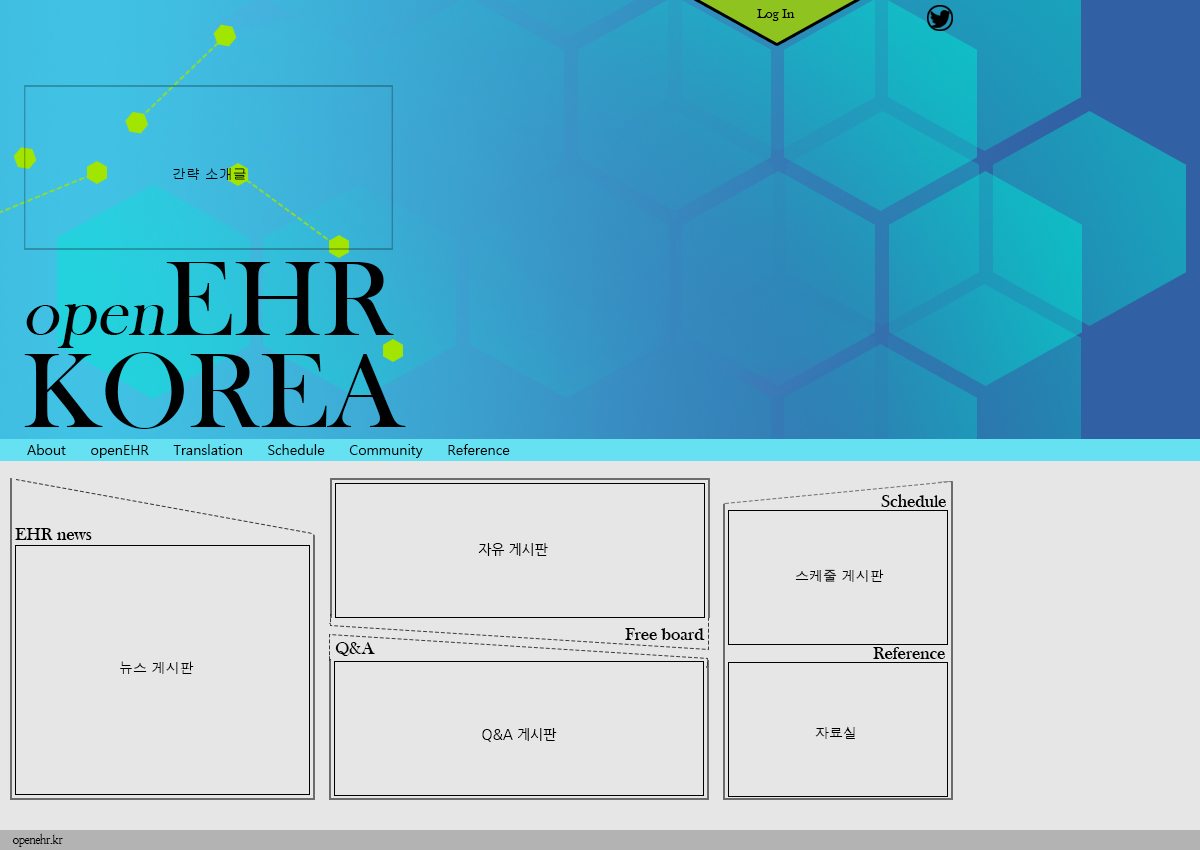 Log In
간략 소개글
openEHR
KOREA
About openEHR Translation Schedule Community Reference
EHR news
뉴스 게시판
자유 게시판
Free board
Q&A
Q&A 게시판
Schedule
스케줄 게시판
Reference
자료실
openehr.kr